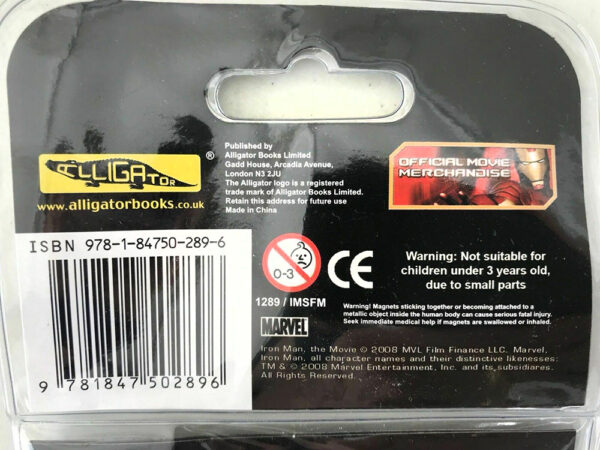 ALLIGATOR ®
www.alligatorbooks.co.uk
Published by
Alligator Books Limited
Gadd House, Arcadia Avenue,
London N3 2JU
The Alligator logo is a registered
trade mark of Alligator Books Limited.
Retain this address for future use
Made in China
OFFICIAL MOVIE
MERCHANDISE
ISBN 978-1-84750-289-6
9 781847 502896
0-3
CE
1289 / IMSFM
MARVEL
Warning: Not suitable for
children under 3 years old,
due to small parts
Warning! Magnets sticking together or becoming attached to a
metallic object inside the human body can cause serious fatal injury.
Seek immediate medical help if magnets are swallowed or inhaled.
Iron Man, the Movie © 2008 MVL Film Finance LLC. Marvel,
Iron Man, all character names and their distinctive likenesses:
TM & © 2008 Marvel Entertainment, Inc. and its subsidiaries.
All Rights Reserved.